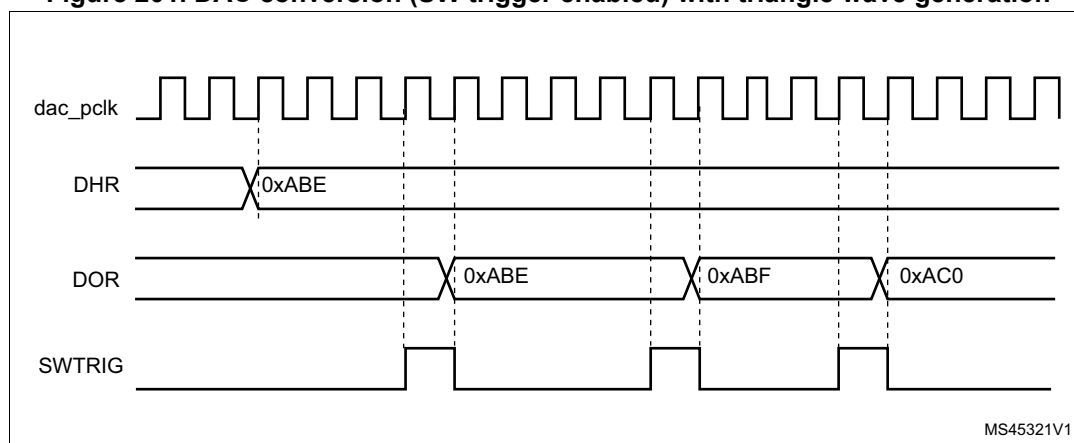 Figure 201. DAC conversion (SW trigger enabled) with triangle wave generation
dac_pclk
DHR
0xABE
DOR
0xABE
0xABF
0xAC0
SWTRIG
MS45321V1